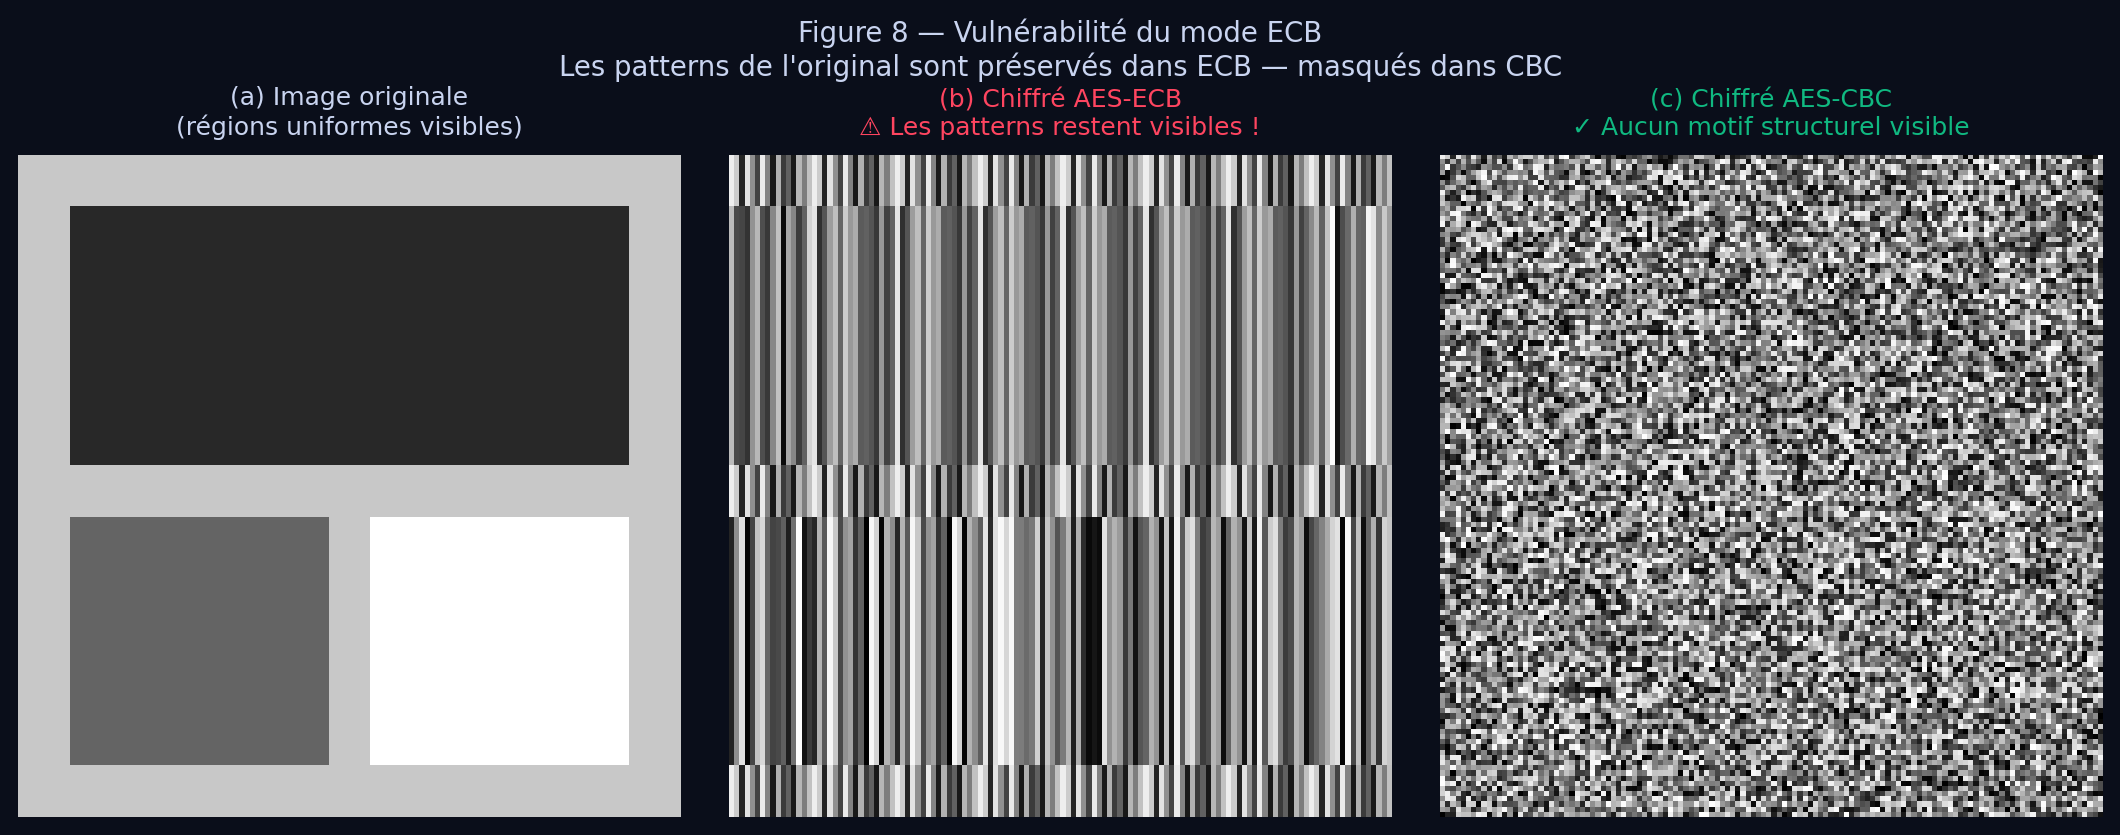 Figure 8 — Vulnérabilité du mode ECB
Les patterns de l'original sont préservés dans ECB — masqués dans CBC
(a) Image originale
(régions uniformes visibles)
(b) Chiffré AES-ECB
⚠ Les patterns restent visibles !
(c) Chiffré AES-CBC
✓ Aucun motif structurel visible